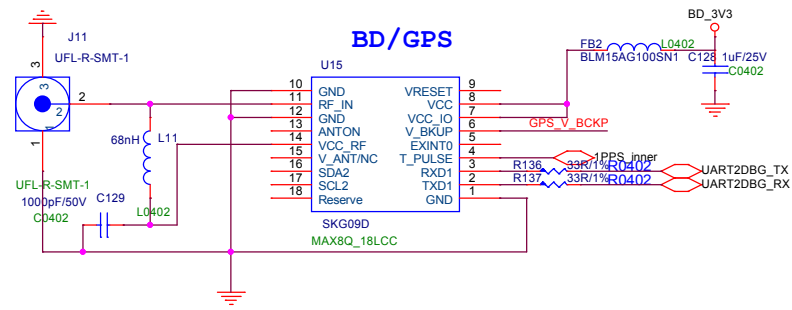 BD/GPS
BD_3V3
J11
UFL-R-SMT-1
3
3
2
2
1
1
UFL-R-SMT-1
1000pF/50V
C0402
C129
68nH
L11
L0402
U15
10 GND
11 RF_IN
12 GND
13 ANTON
14 VCC_RF
15 V_ANT/NC
16 SDA2
17 SCL2
18 Reserve
VRESET 9
VCC 8
VCC_IO 7
V_BKUP 6
EXINT0 5
T_PULSE 4
RXD1 3
TXD1 2
GND 1
SKG09D
MAX8Q_18LCC
FB2
L0402
BLM15AG100SN1
C128
1uF/25V
C0402
GPS_V_BCKP
1PPS_inner
R136
33R/1%
R0402
UART2DBG_TX
R137
33R/1%
R0402
UART2DBG_RX